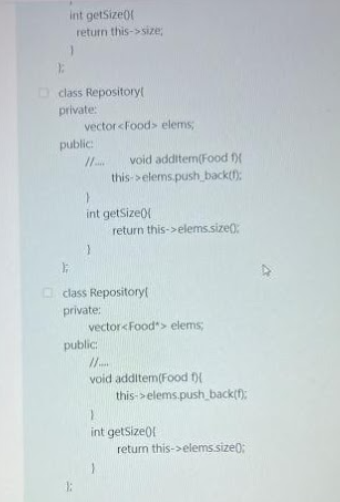 int getSize(){
return this->size;
}
};
class Repository{
private:
vector<Food> elems;
public:
//.... void addItem(Food f){
this->elems.push_back(f);
}
int getSize(){
return this->elems.size();
}
};
class Repository{
private:
vector<Food*> elems;
public:
//....
void addItem(Food f){
this->elems.push_back(f);
}
int getSize(){
return this->elems.size();
}
};